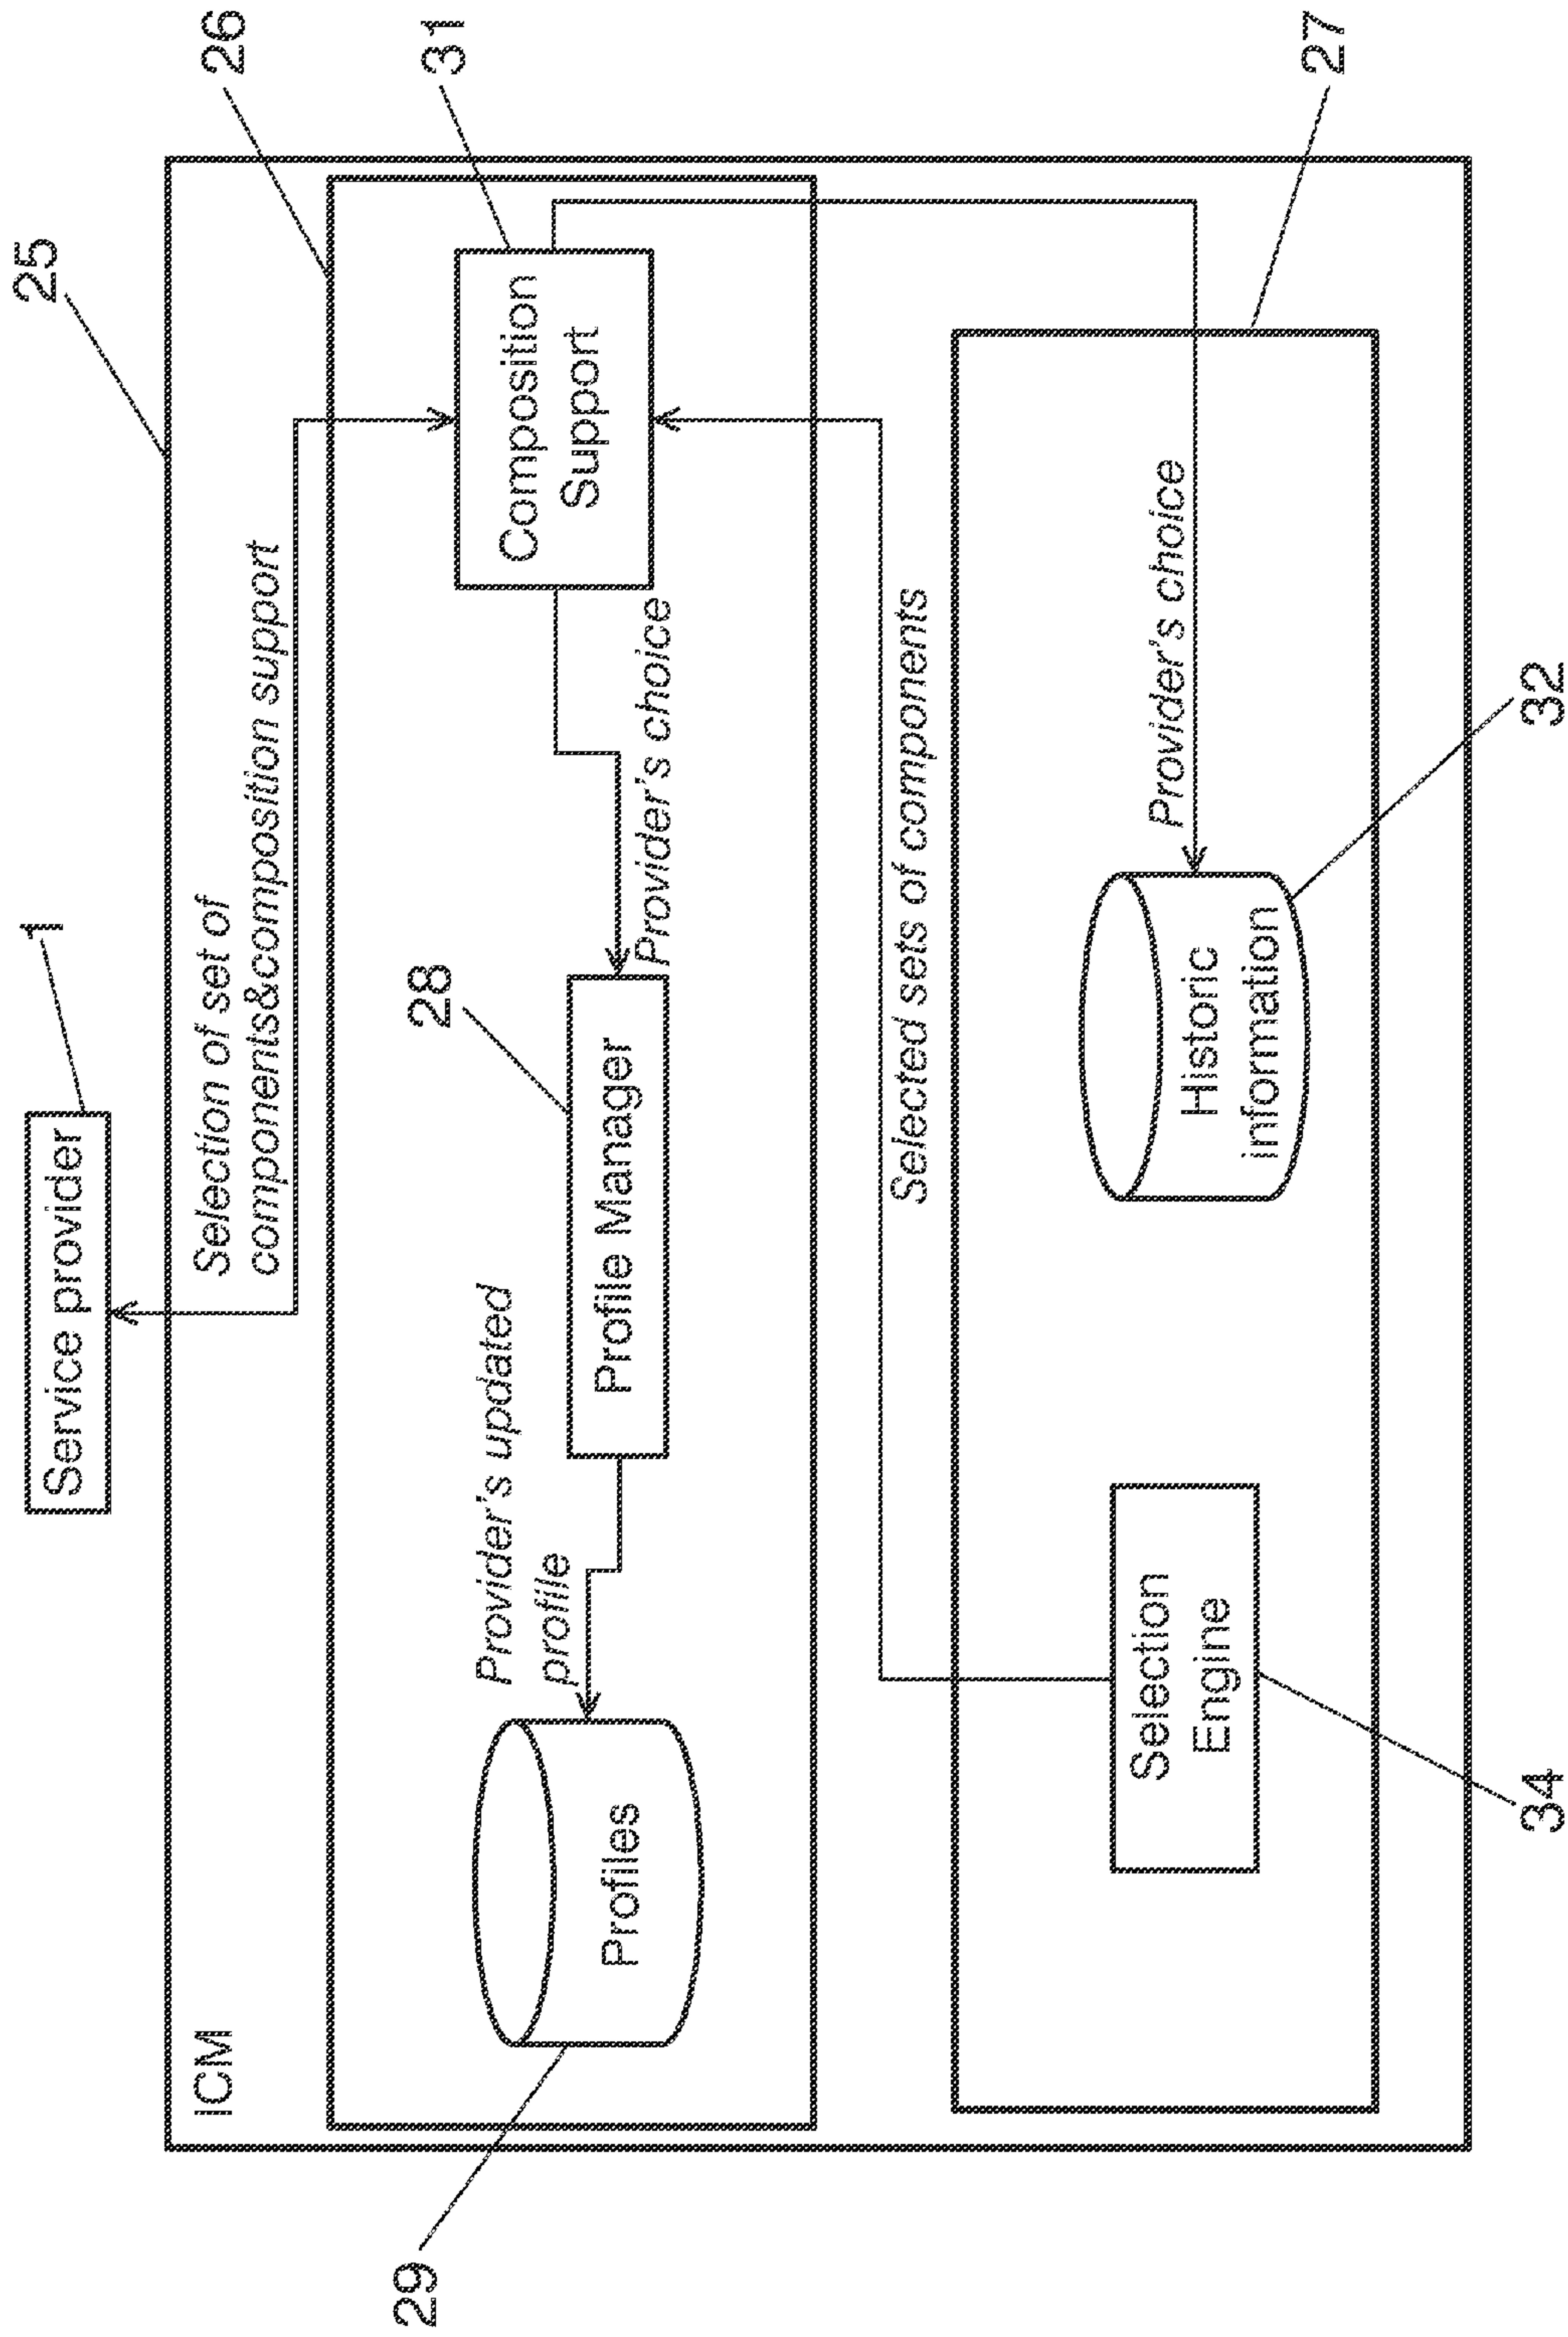 1
Service provider
25
26
31
ICM
Selection of set of
components&composition support
29
Profiles
Provider's updated
profile
28
Profile Manager
Provider's choice
Composition
Support
Selected sets of components
27
Selection
Engine
34
Historic
information
32
Provider's choice